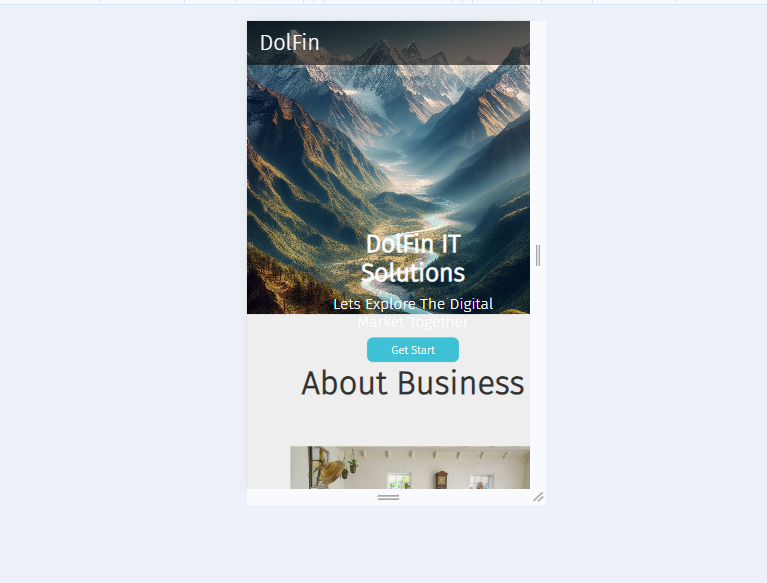 DolFin
DolFin IT
Solutions
Lets Explore The Digital
Market Together
Get Start
About Business